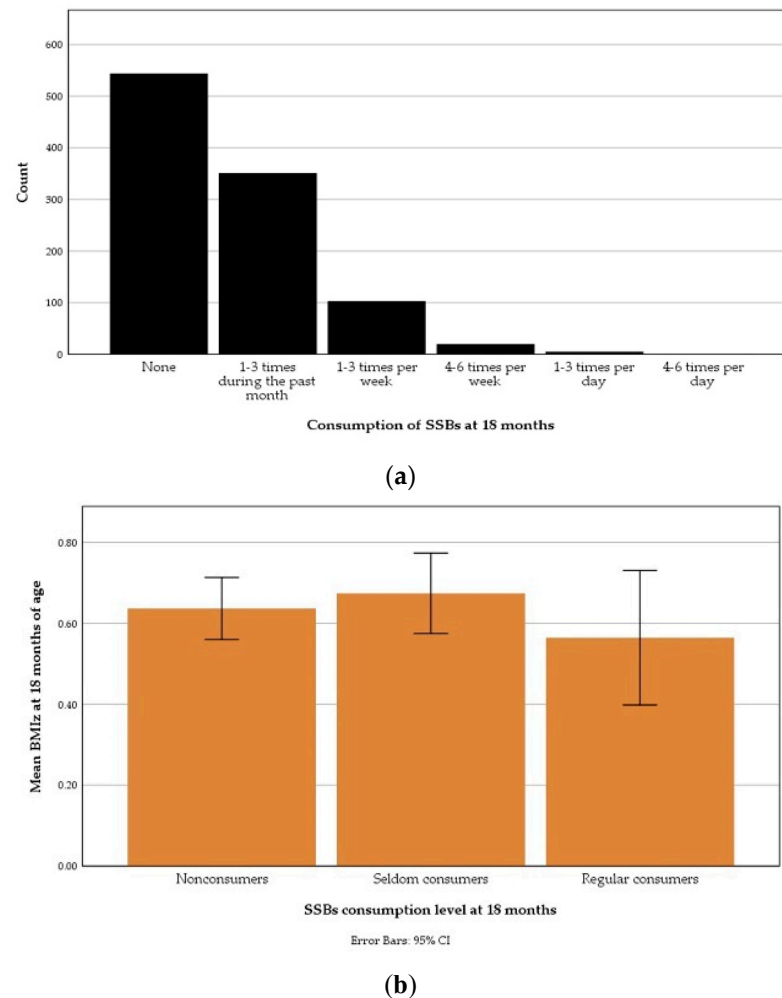 600
500
400
300
200
100
0
Count
None
1-3 times during the past month
1-3 times per week
4-6 times per week
1-3 times per day
4-6 times per day
Consumption of SSBs at 18 months
(a)
0.80
0.60
0.40
0.20
0.00
Mean BMIz at 18 months of age
Nonconsumers
Seldom consumers
Regular consumers
SSBs consumption level at 18 months
Error Bars: 95% CI
(b)